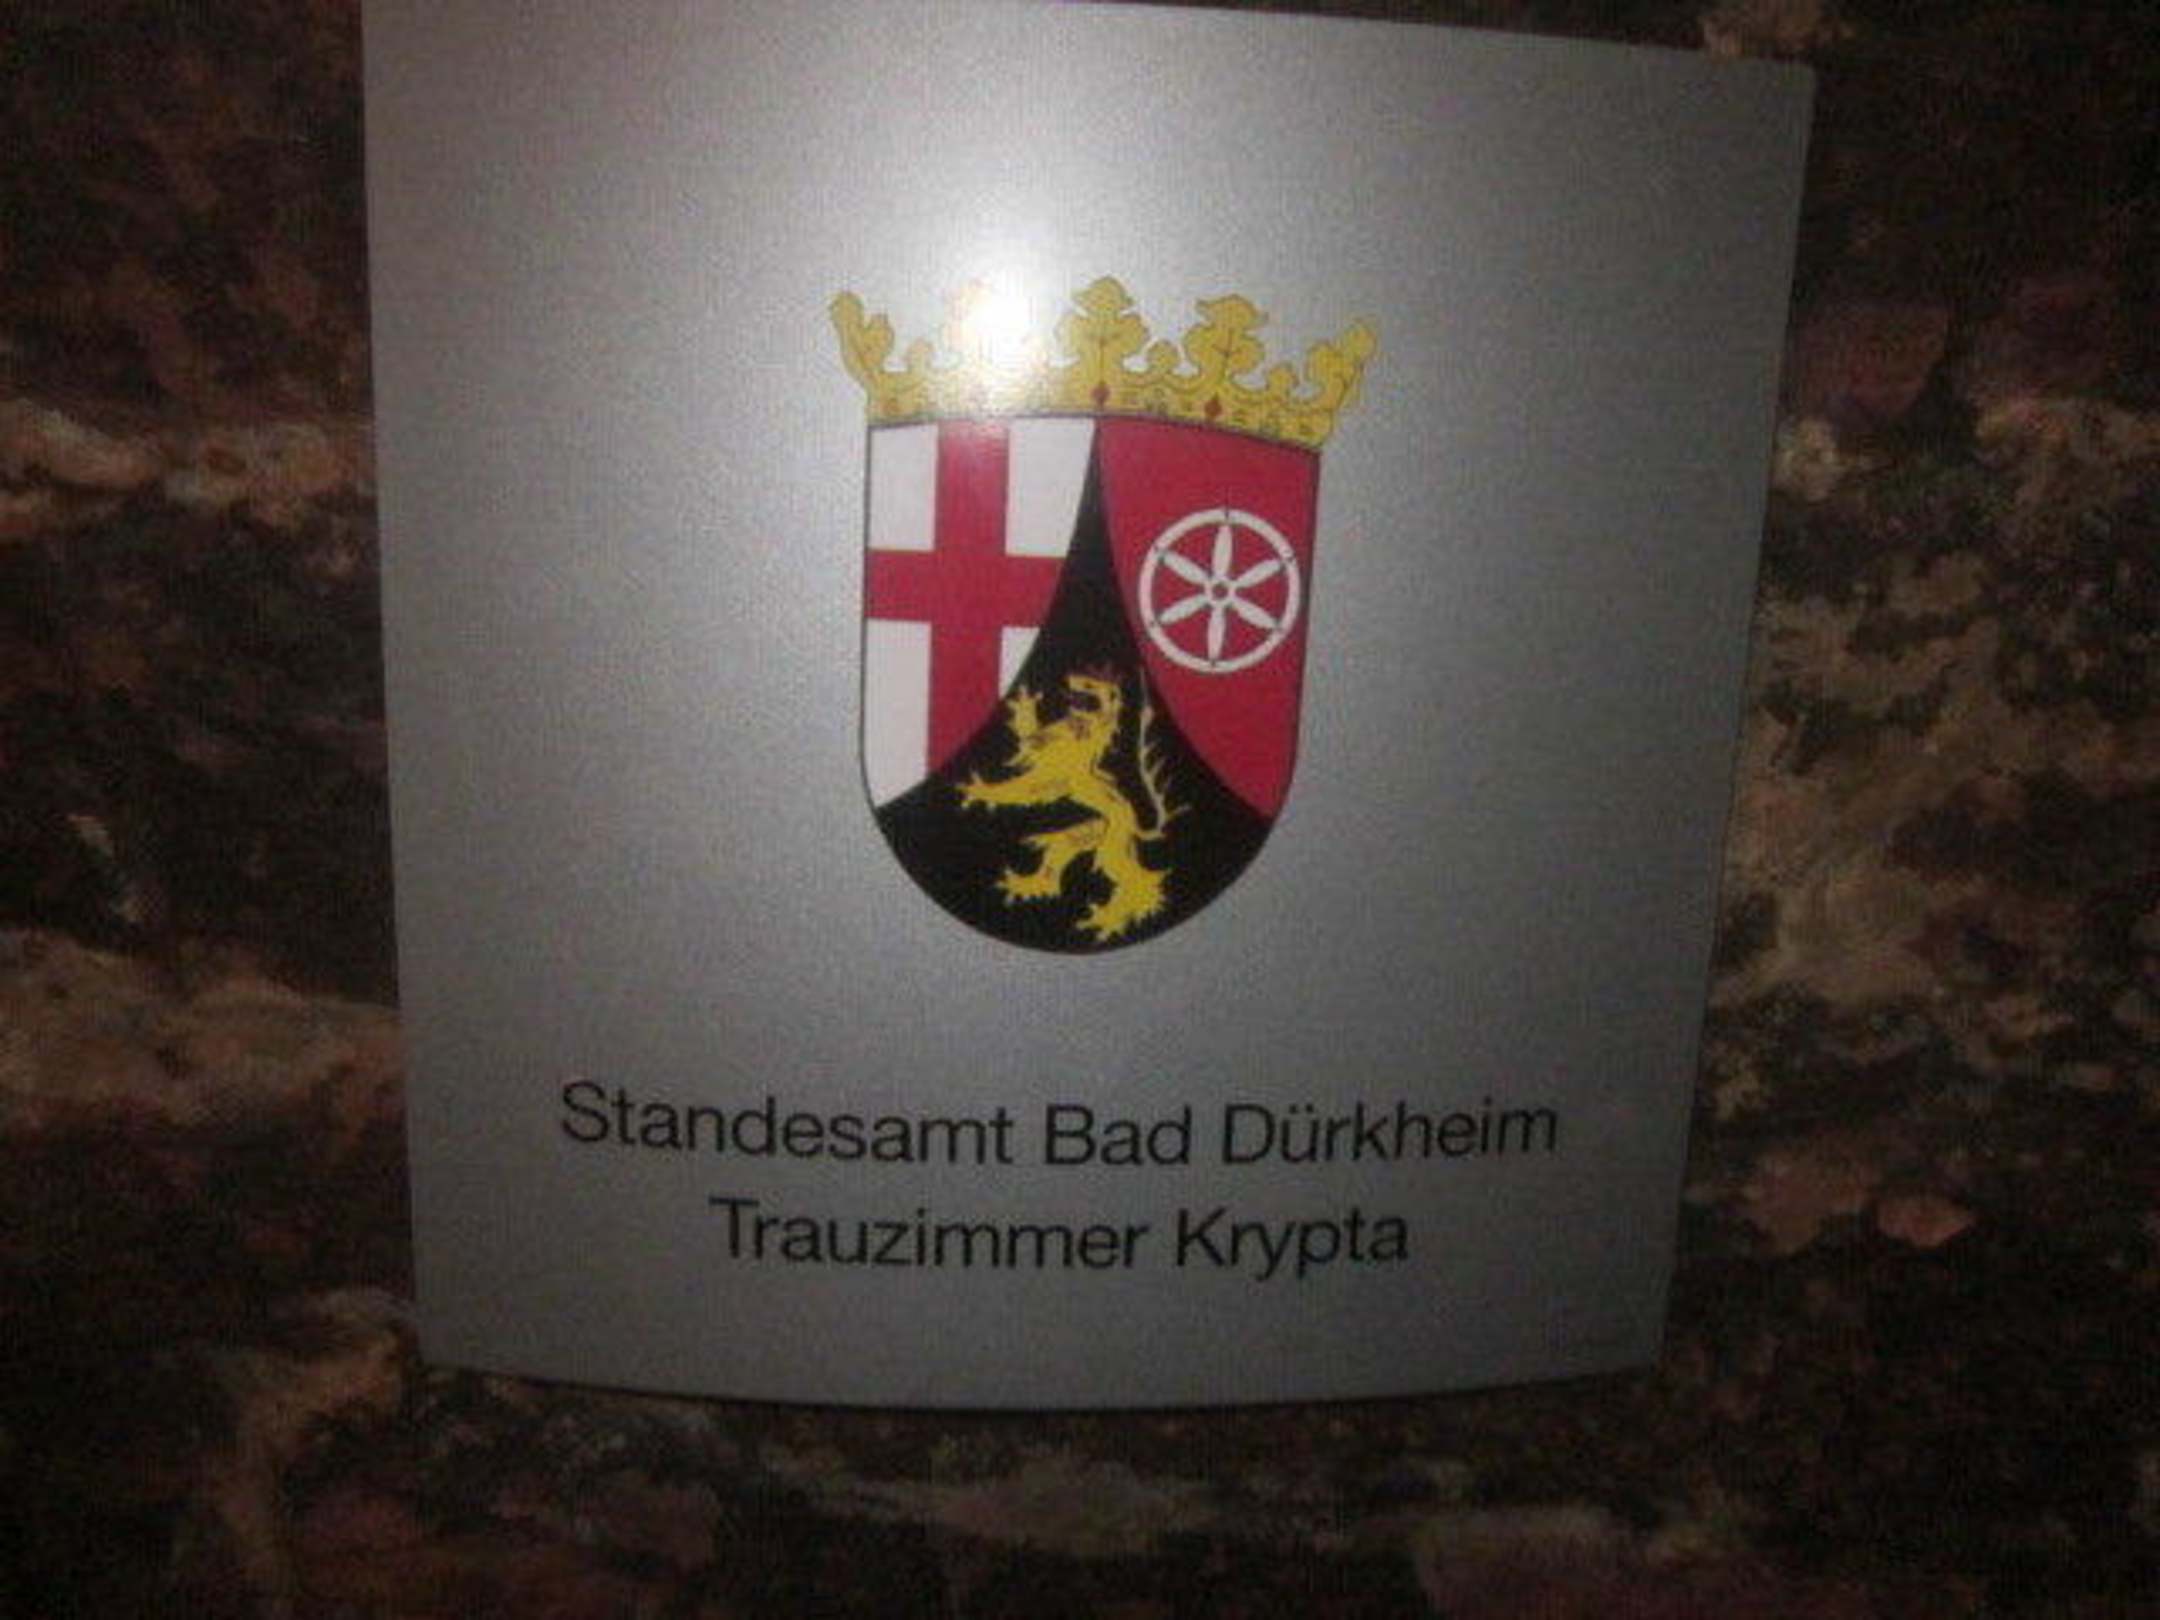 Standesamt Bad Dürkheim
Trauzimmer Krypta